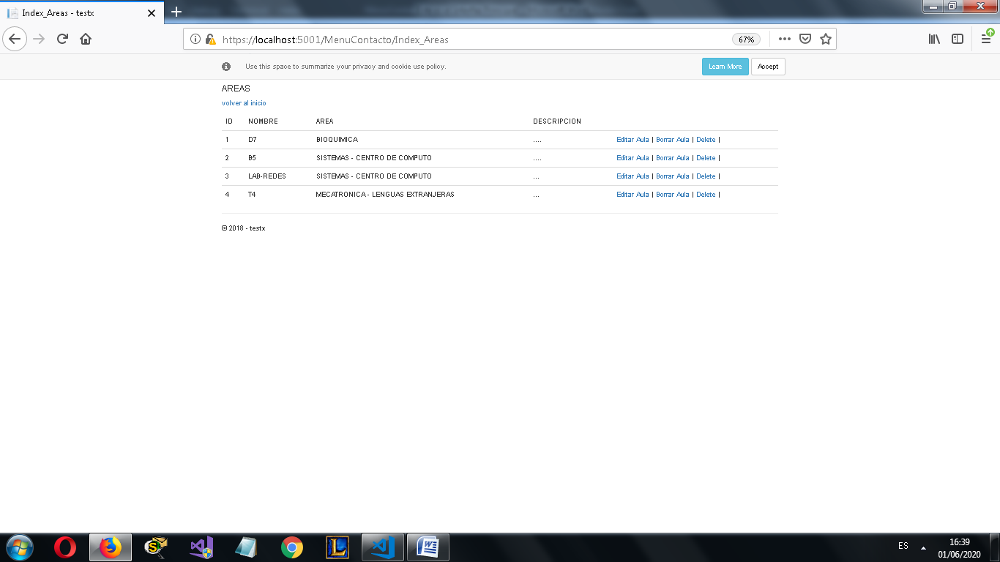 Index_Areas - testx
https://localhost:5001/MenuContacto/Index_Areas
67%
Use this space to summarize your privacy and cookie use policy.
Learn More
Accept
AREAS
volver al inicio
ID NOMBRE AREA DESCRIPCION
1 D7 BIOQUIMICA .... Editar Aula | Borrar Aula | Delete |
2 B5 SISTEMAS - CENTRO DE COMPUTO .... Editar Aula | Borrar Aula | Delete |
3 LAB-REDES SISTEMAS - CENTRO DE COMPUTO ... Editar Aula | Borrar Aula | Delete |
4 T4 MECATRONICA - LENGUAS EXTRANJERAS ... Editar Aula | Borrar Aula | Delete |
© 2018 - testx
ES
16:39
01/06/2020